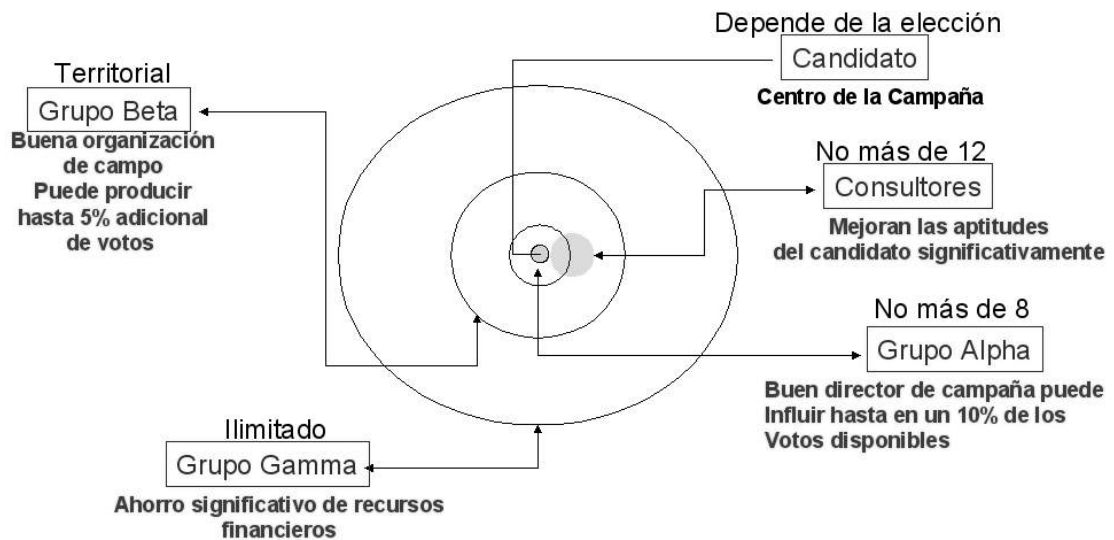 Depende de la elección
Candidato
Centro de la Campaña
Territorial
Grupo Beta
Buena organización
de campo
Puede producir
hasta 5% adicional
de votos
No más de 12
Consultores
Mejoran las aptitudes
del candidato significativamente
No más de 8
Grupo Alpha
Buen director de campaña puede
Influir hasta en un 10% de los
Votos disponibles
Ilimitado
Grupo Gamma
Ahorro significativo de recursos
financieros